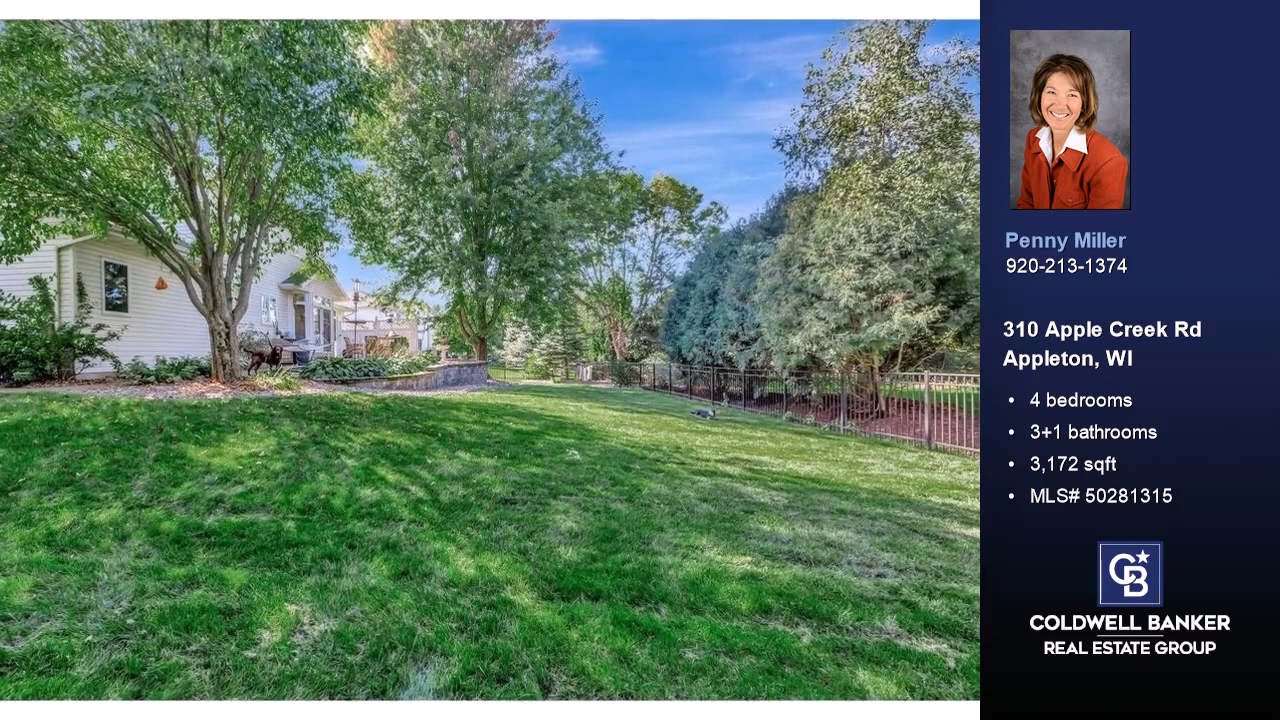 Penny Miller
920-213-1374
310 Apple Creek Rd
Appleton, WI
• 4 bedrooms
• 3+1 bathrooms
• 3,172 sqft
• MLS# 50281315
CB
COLDWELL BANKER
REAL ESTATE GROUP